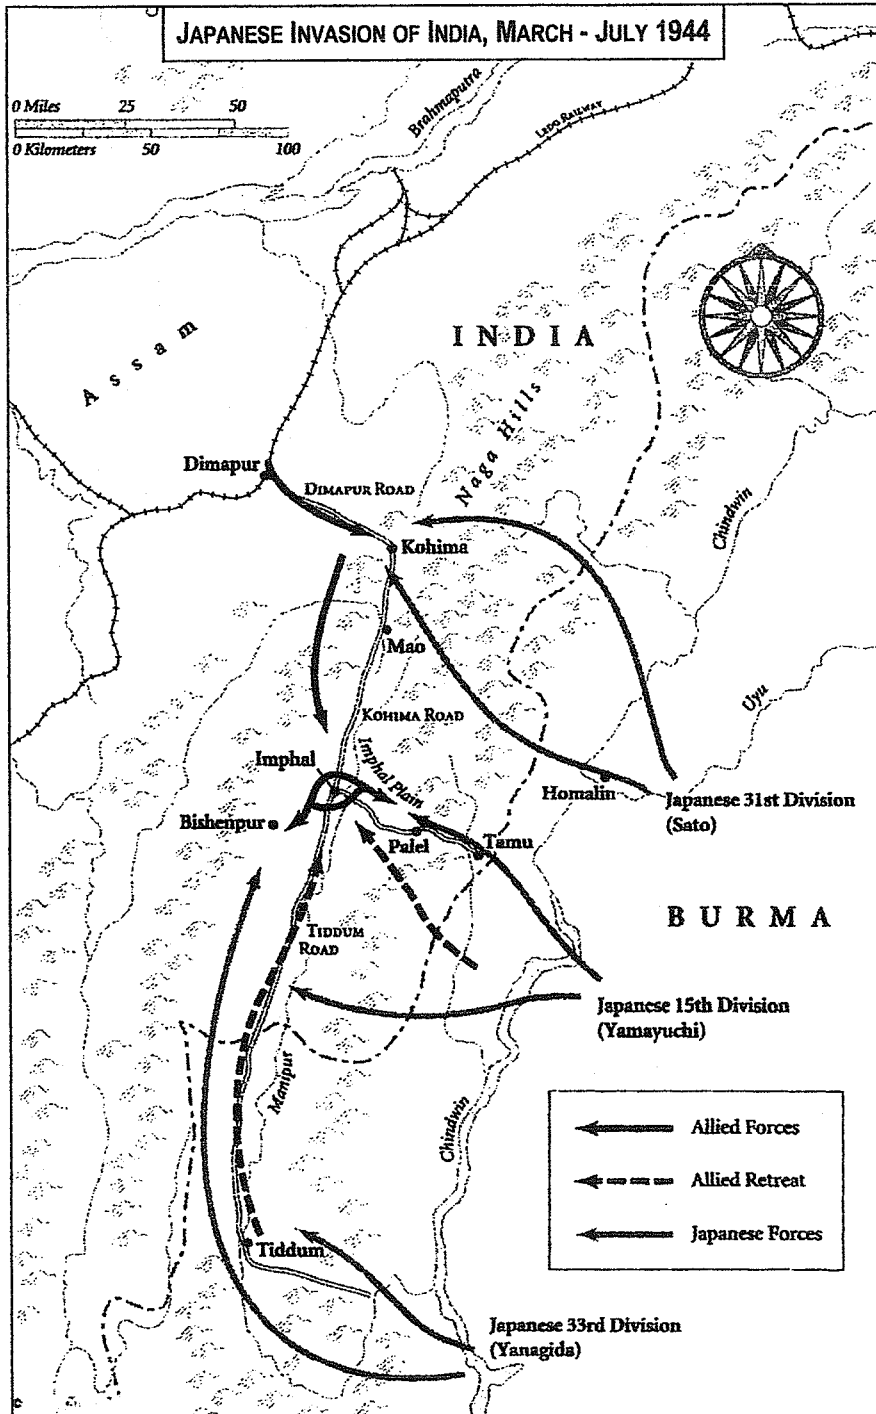 JAPANESE INVASION OF INDIA, MARCH - JULY 1944
0 Miles 25 50
0 Kilometers 50 100
Brahmaputra
LEDO RAILWAY
Assam
INDIA
Naga Hills
Dimapur
DIMAPUR ROAD
Kohima
Chindwin
Mao
Uyu
KOHIMA ROAD
Imphal
Imphal Plain
Homalin
Japanese 31st Division
(Sato)
Bishenpur
Palel
Tamu
BURMA
TIDDUM
ROAD
Japanese 15th Division
(Yamayuchi)
Manipur
Chindwin
Allied Forces
Allied Retreat
Japanese Forces
Tiddum
Japanese 33rd Division
(Yanagida)